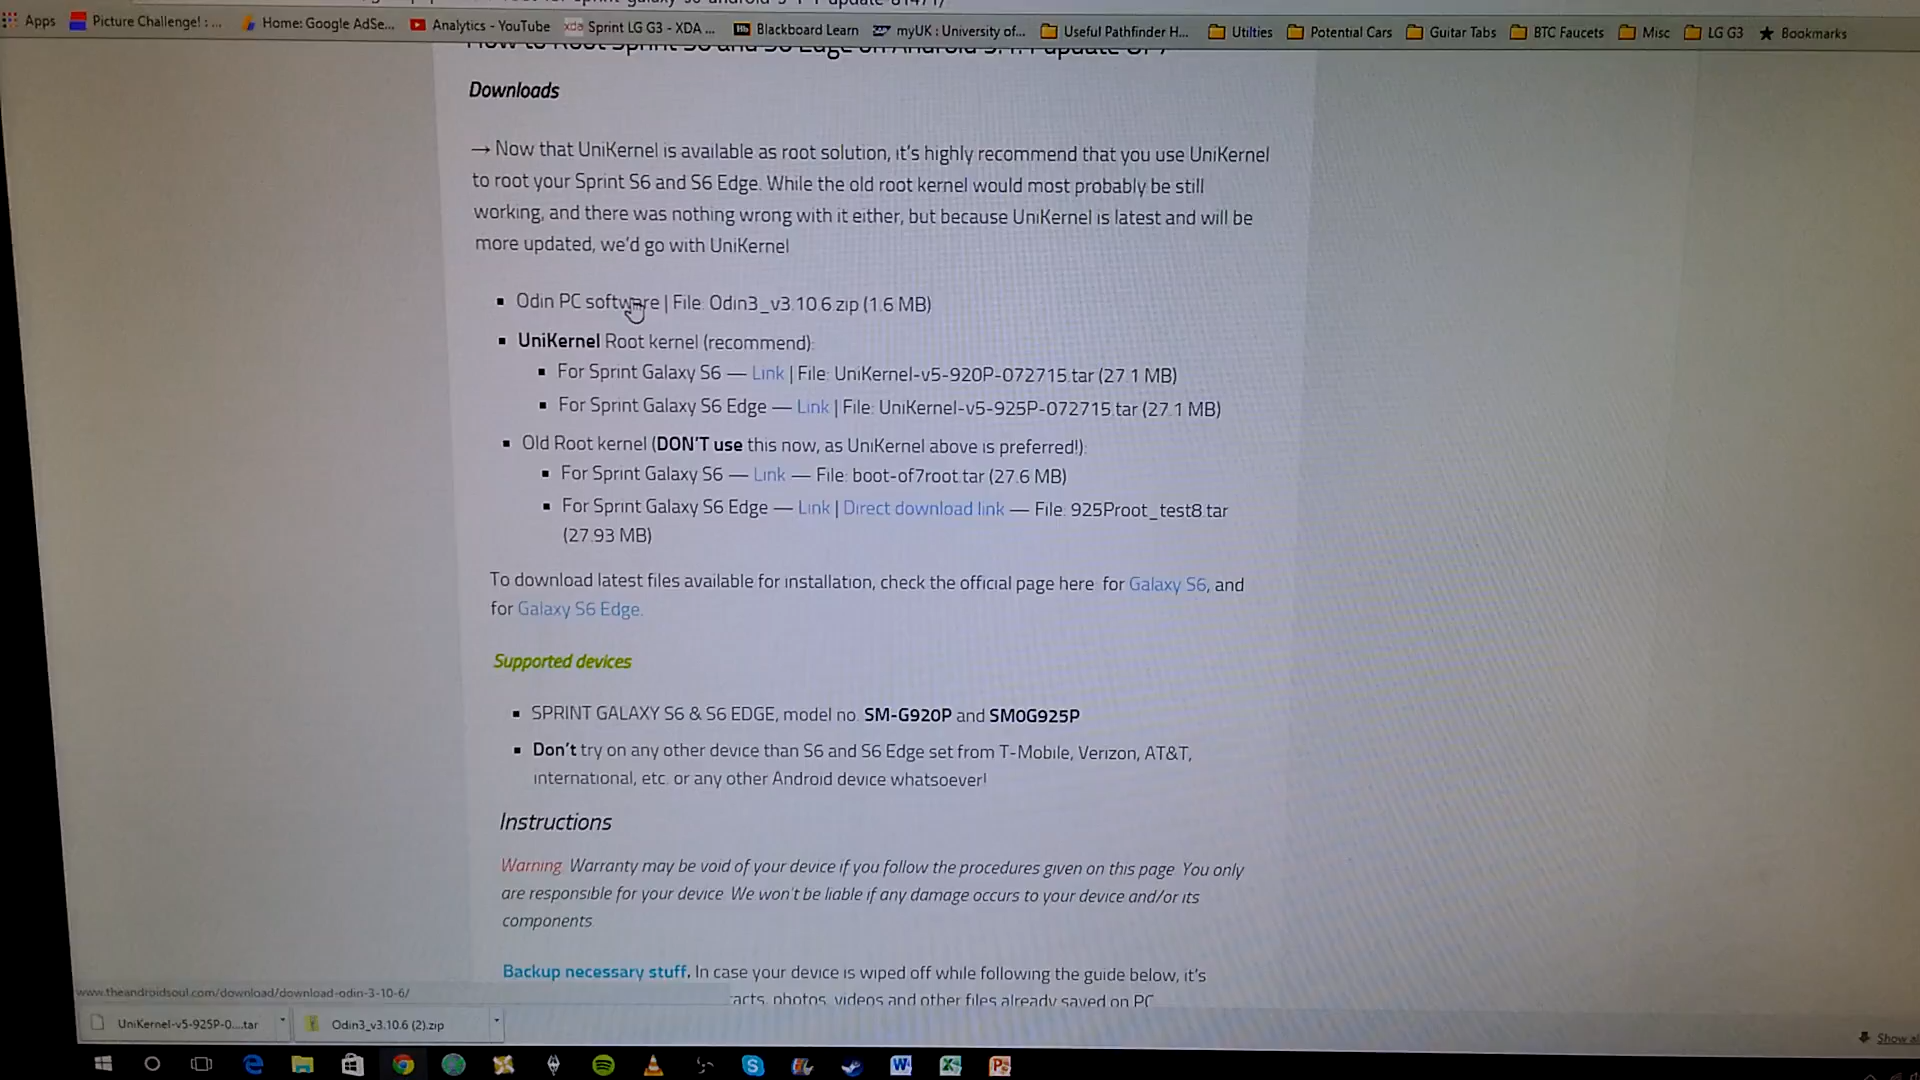 Apps Picture Challenge! : ... Home: Google AdSe... Analytics - YouTube xda Sprint LG G3 - XDA ... Bb Blackboard Learn myUK : University of... Useful Pathfinder H... Utilties Potential Cars Guitar Tabs BTC Faucets Misc LG G3 Bookmarks
How to Root Sprint S6 and S6 Edge on Android 5.1.1 update OF7
Downloads
→ Now that UniKernel is available as root solution, it's highly recommend that you use UniKernel
to root your Sprint S6 and S6 Edge. While the old root kernel would most probably be still
working, and there was nothing wrong with it either, but because UniKernel is latest and will be
more updated, we'd go with UniKernel
▪ Odin PC software | File: Odin3_v3.10.6.zip (1.6 MB)
▪ UniKernel Root kernel (recommend):
▪ For Sprint Galaxy S6 — Link | File: UniKernel-v5-920P-072715.tar (27.1 MB)
▪ For Sprint Galaxy S6 Edge — Link | File: UniKernel-v5-925P-072715.tar (27.1 MB)
▪ Old Root kernel (DON'T use this now, as UniKernel above is preferred!):
▪ For Sprint Galaxy S6 — Link — File: boot-of7root.tar (27.6 MB)
▪ For Sprint Galaxy S6 Edge — Link | Direct download link — File: 925Proot_test8.tar
(27.93 MB)
To download latest files available for installation, check the official page here: for Galaxy S6, and
for Galaxy S6 Edge.
Supported devices
▪ SPRINT GALAXY S6 & S6 EDGE, model no. SM-G920P and SM0G925P
▪ Don't try on any other device than S6 and S6 Edge set from T-Mobile, Verizon, AT&T,
international, etc. or any other Android device whatsoever!
Instructions
Warning: Warranty may be void of your device if you follow the procedures given on this page. You only
are responsible for your device. We won't be liable if any damage occurs to your device and/or its
components.
Backup necessary stuff. In case your device is wiped off while following the guide below, it's
acts, photos, videos and other files already saved on PC
www.theandroidsoul.com/download/download-odin-3-10-6/
UniKernel-v5-925P-0....tar Odin3_v3.10.6 (2).zip Show al